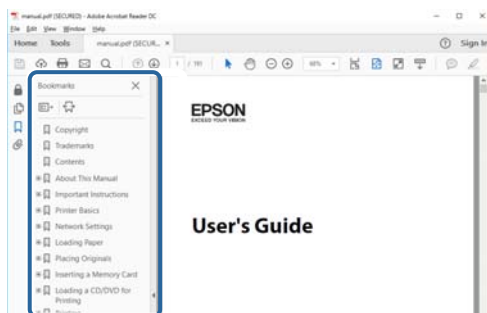 manual.pdf (SECURED) - Adobe Acrobat Reader DC
File Edit View Window Help
Home Tools manual.pdf (SECUR... ×
Sign In
1 / 191
Bookmarks
Copyright
Trademarks
Contents
About This Manual
Important Instructions
Printer Basics
Network Settings
Loading Paper
Placing Originals
Inserting a Memory Card
Loading a CD/DVD for
Printing
Printing
EPSON
EXCEED YOUR VISION
User's Guide